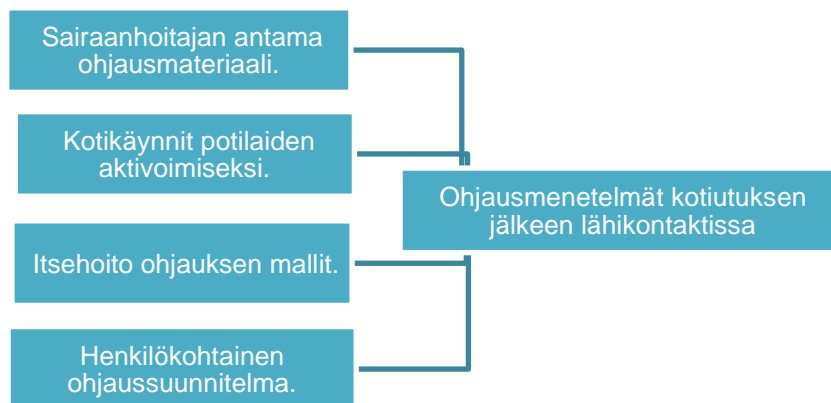 Sairaanhoitajan antama
ohjausmateriaali.
Kotikäynnit potilaiden
aktivoimiseksi.
Itsehoito ohjauksen mallit.
Henkilökohtainen
ohjaussuunnitelma.
Ohjausmenetelmät kotiutuksen
jälkeen lähikontaktissa